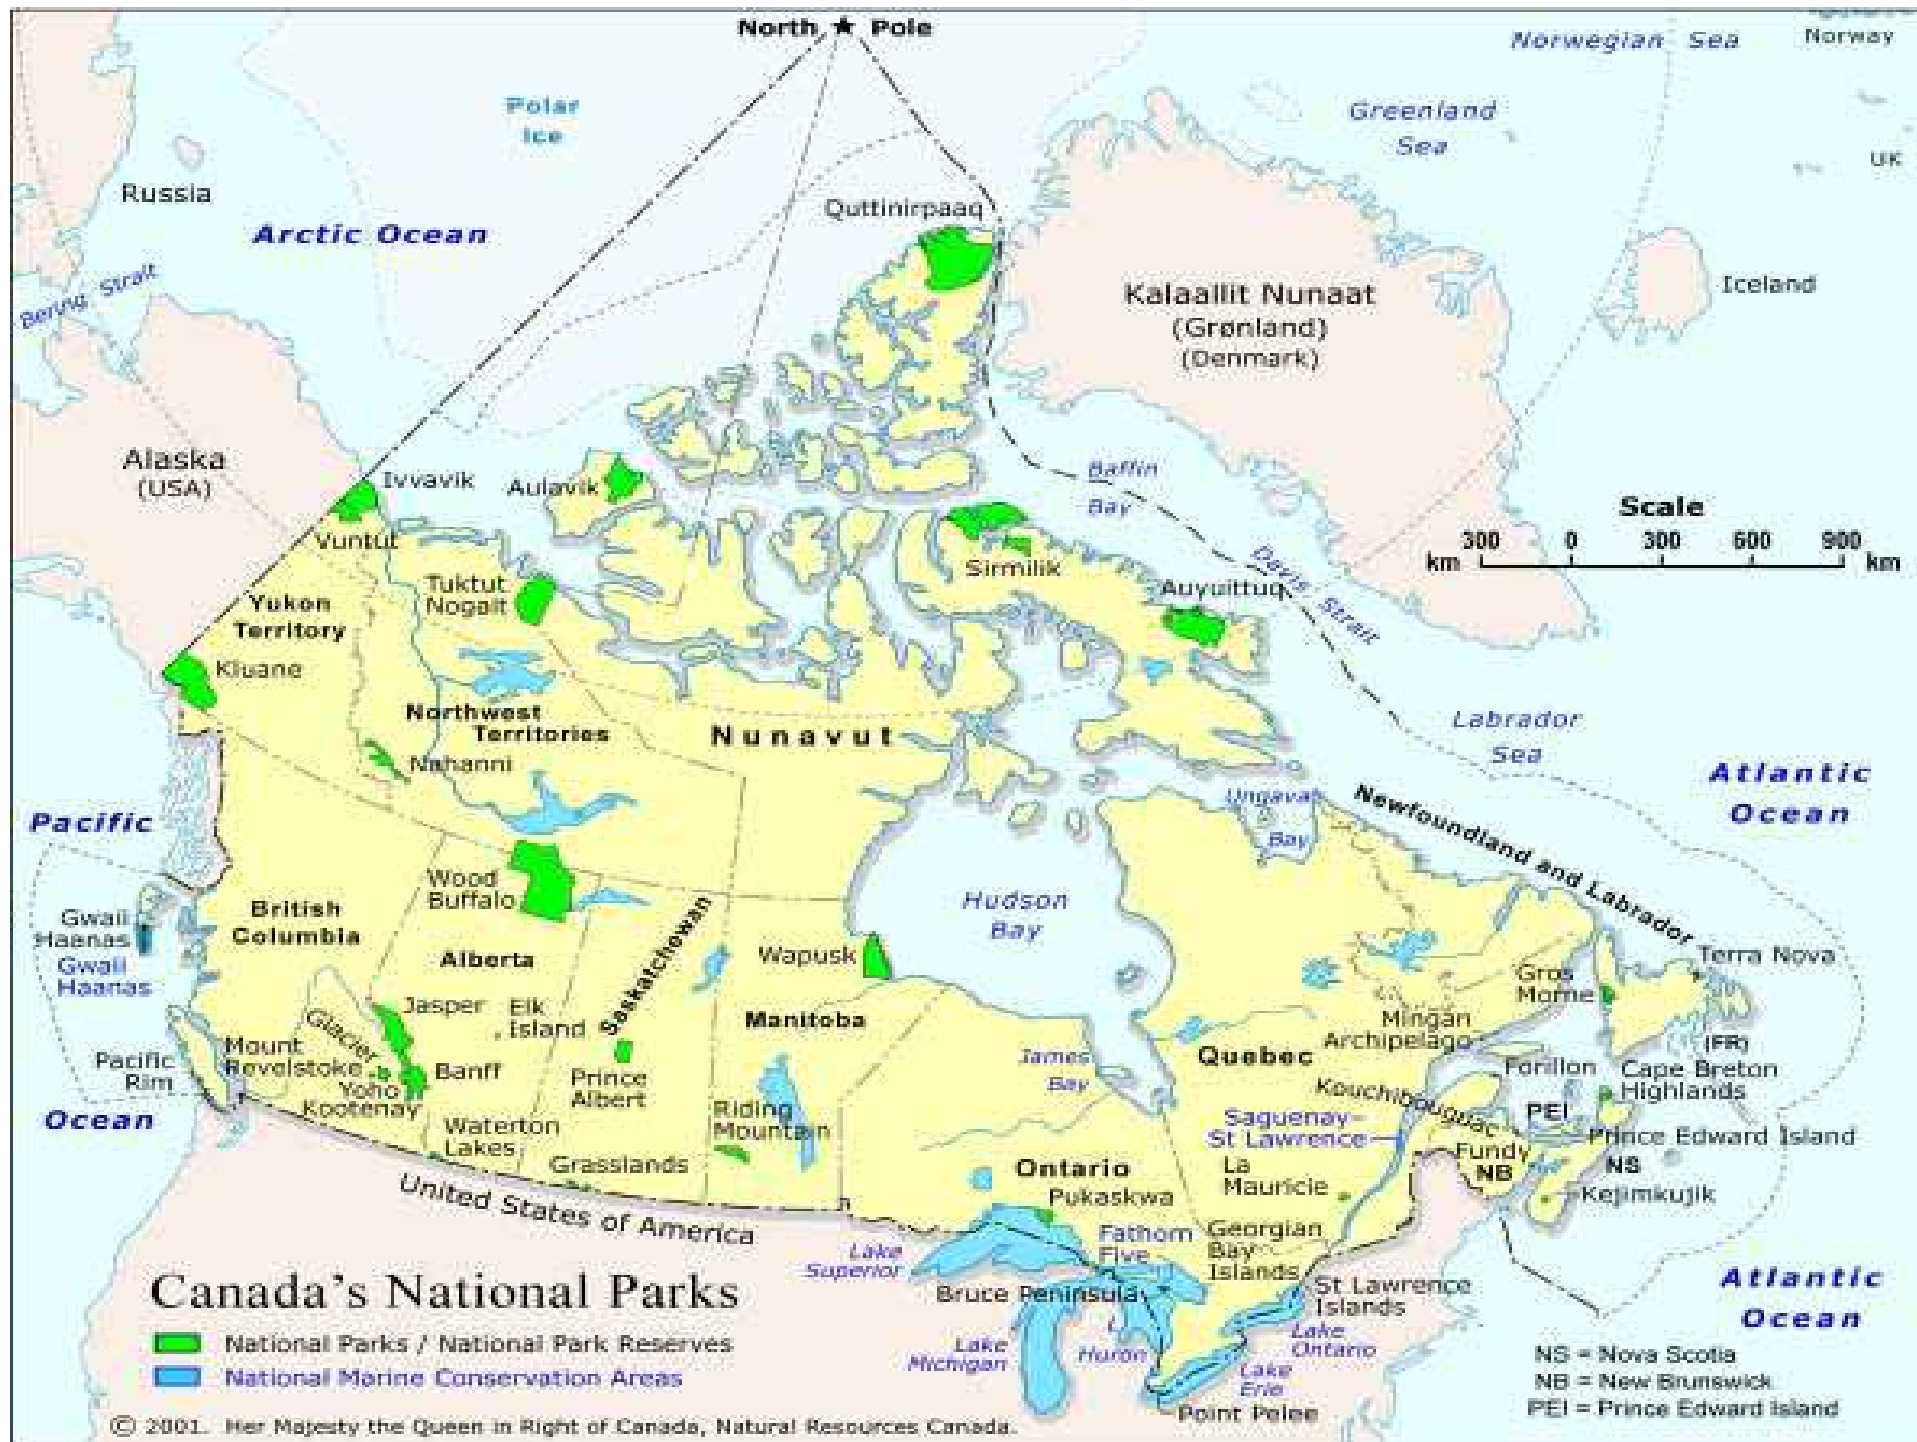 North ★ Pole
Norwegian Sea
Norway
Polar
Ice
Greenland
Sea
UK
Russia
Quttinirpaaq
Arctic Ocean
Bering Strait
Kalaallit Nunaat
(Grønland)
(Denmark)
Iceland
Alaska
(USA)
Ivvavik
Aulavik
Baffin
Bay
Scale
300 0 300 600 900
km km
Vuntut
Davis Strait
Sirmilik
Tuktut
Nogait
Auyuittuq
Yukon
Territory
Kluane
Northwest
Territories
Nunavut
Labrador
Sea
Nahanni
Atlantic
Ocean
Pacific
Ungava
Bay
Newfoundland and Labrador
Wood
Buffalo
British
Columbia
Hudson
Bay
Gwaii
Haanas
Gwaii
Haanas
Alberta
Saskatchewan
Wapusk
Terra Nova
Gros
Morne
Jasper
Elk
Island
Glacier
Manitoba
Mingan
Archipelago
Mount
Revelstoke
Quebec
(FR)
Pacific
Rim
James
Bay
Forillon
Cape Breton
Highlands
Yoho
Banff
Kootenay
Prince
Albert
Kouchibouguac
Ocean
Riding
Mountain
Saguenay-
St Lawrence
PEI
Prince Edward Island
Waterton
Lakes
Fundy
NB
NS
Grasslands
Ontario
Pukaskwa
La
Mauricie
Kejimkujik
United States of America
Lake
Superior
Fathom
Five
Georgian
Bay
Islands
Canada's National Parks
Bruce Peninsula
St Lawrence
Islands
Atlantic
Ocean
National Parks / National Park Reserves
National Marine Conservation Areas
Lake
Michigan
L
Huron
Lake
Ontario
Lake
Erie
Point Pelee
NS = Nova Scotia
NB = New Brunswick
PEI = Prince Edward Island
© 2001. Her Majesty the Queen in Right of Canada, Natural Resources Canada.